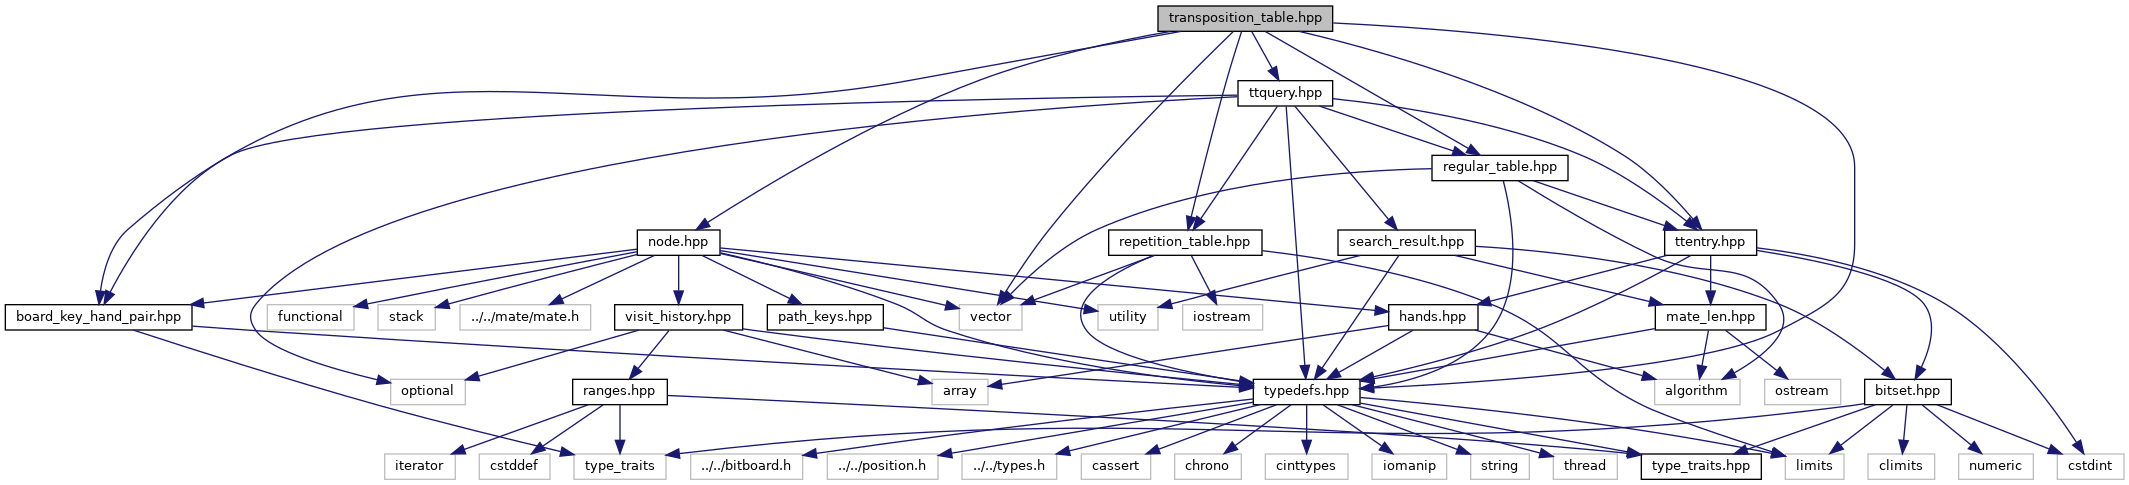 transposition_table.hpp
ttquery.hpp
regular_table.hpp
node.hpp
repetition_table.hpp
search_result.hpp
ttentry.hpp
board_key_hand_pair.hpp
functional
stack
../../mate/mate.h
visit_history.hpp
path_keys.hpp
vector
utility
iostream
hands.hpp
mate_len.hpp
optional
ranges.hpp
array
typedefs.hpp
algorithm
ostream
bitset.hpp
iterator
cstddef
type_traits
../../bitboard.h
../../position.h
../../types.h
cassert
chrono
cinttypes
iomanip
string
thread
type_traits.hpp
limits
climits
numeric
cstdint